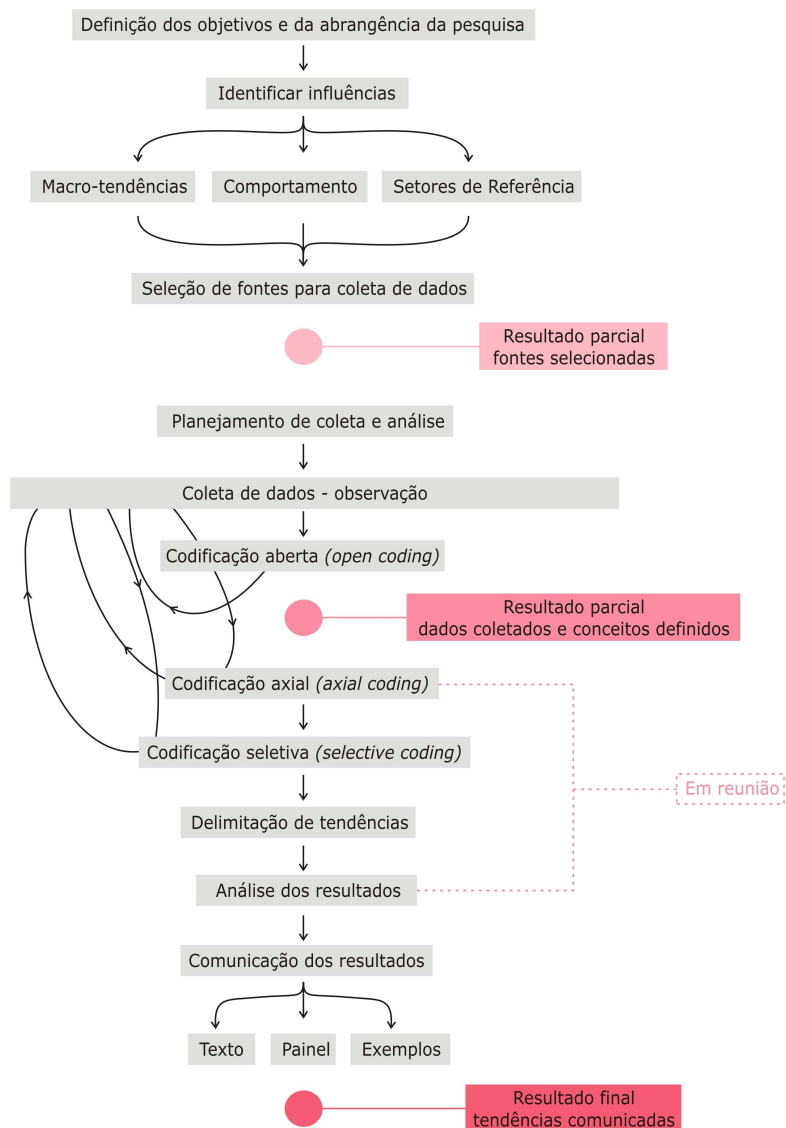 Definição dos objetivos e da abrangência da pesquisa
Identificar influências
Macro-tendências
Comportamento
Setores de Referência
Seleção de fontes para coleta de dados
Resultado parcial
fontes selecionadas
Planejamento de coleta e análise
Coleta de dados - observação
Codificação aberta (open coding)
Resultado parcial
dados coletados e conceitos definidos
Codificação axial (axial coding)
Codificação seletiva (selective coding)
Em reunião
Delimitação de tendências
Análise dos resultados
Comunicação dos resultados
Texto
Painel
Exemplos
Resultado final
tendências comunicadas